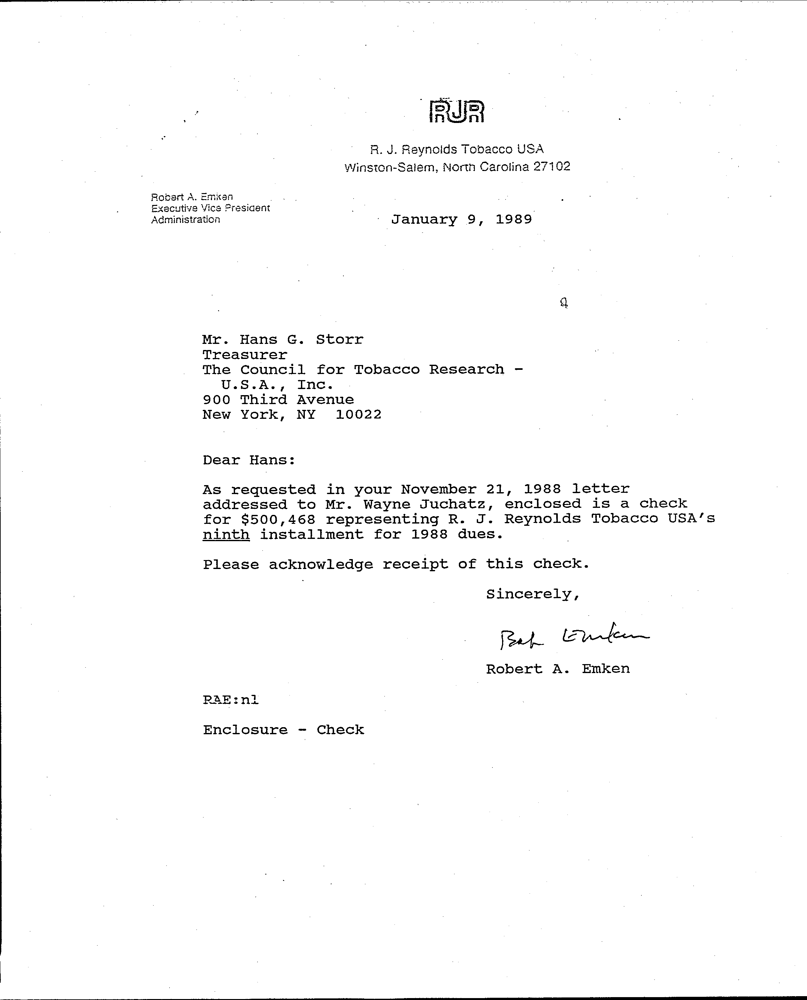 RJR
R. J. Reynolds Tobacco USA
Winston-Salem, North Carolina 27102
Robert A. Emken
Executive Vice President
Administration
January 9, 1989
Mr. Hans G. Storr
Treasurer
The Council for Tobacco Research -
U.S.A., Inc.
900 Third Avenue
New York, NY 10022
Dear Hans:
As requested in your November 21, 1988 letter
addressed to Mr. Wayne Juchatz, enclosed is a check
for $500,468 representing R. J. Reynolds Tobacco USA's
ninth installment for 1988 dues.
Please acknowledge receipt of this check.
Sincerely,
Bob Emken
Robert A. Emken
RAE:nl
Enclosure - Check